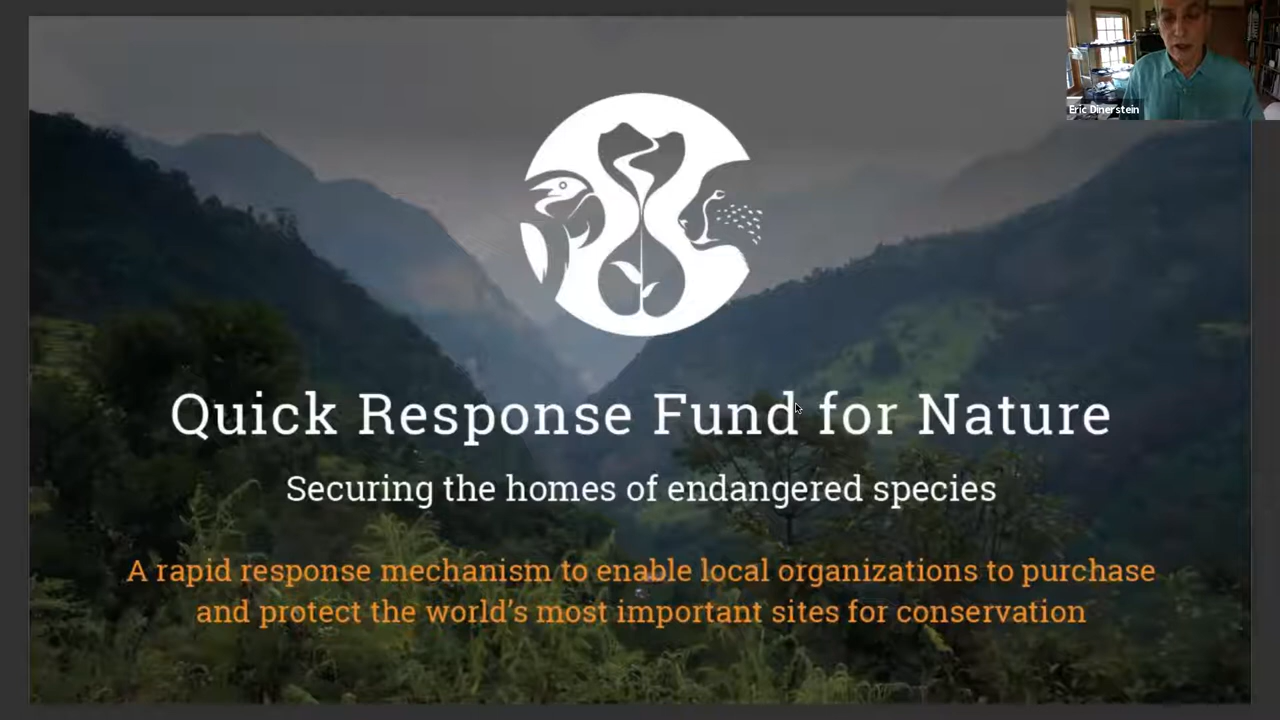 Eric Dinerstein
Quick Response Fund for Nature
Securing the homes of endangered species
A rapid response mechanism to enable local organizations to purchase
and protect the world’s most important sites for conservation